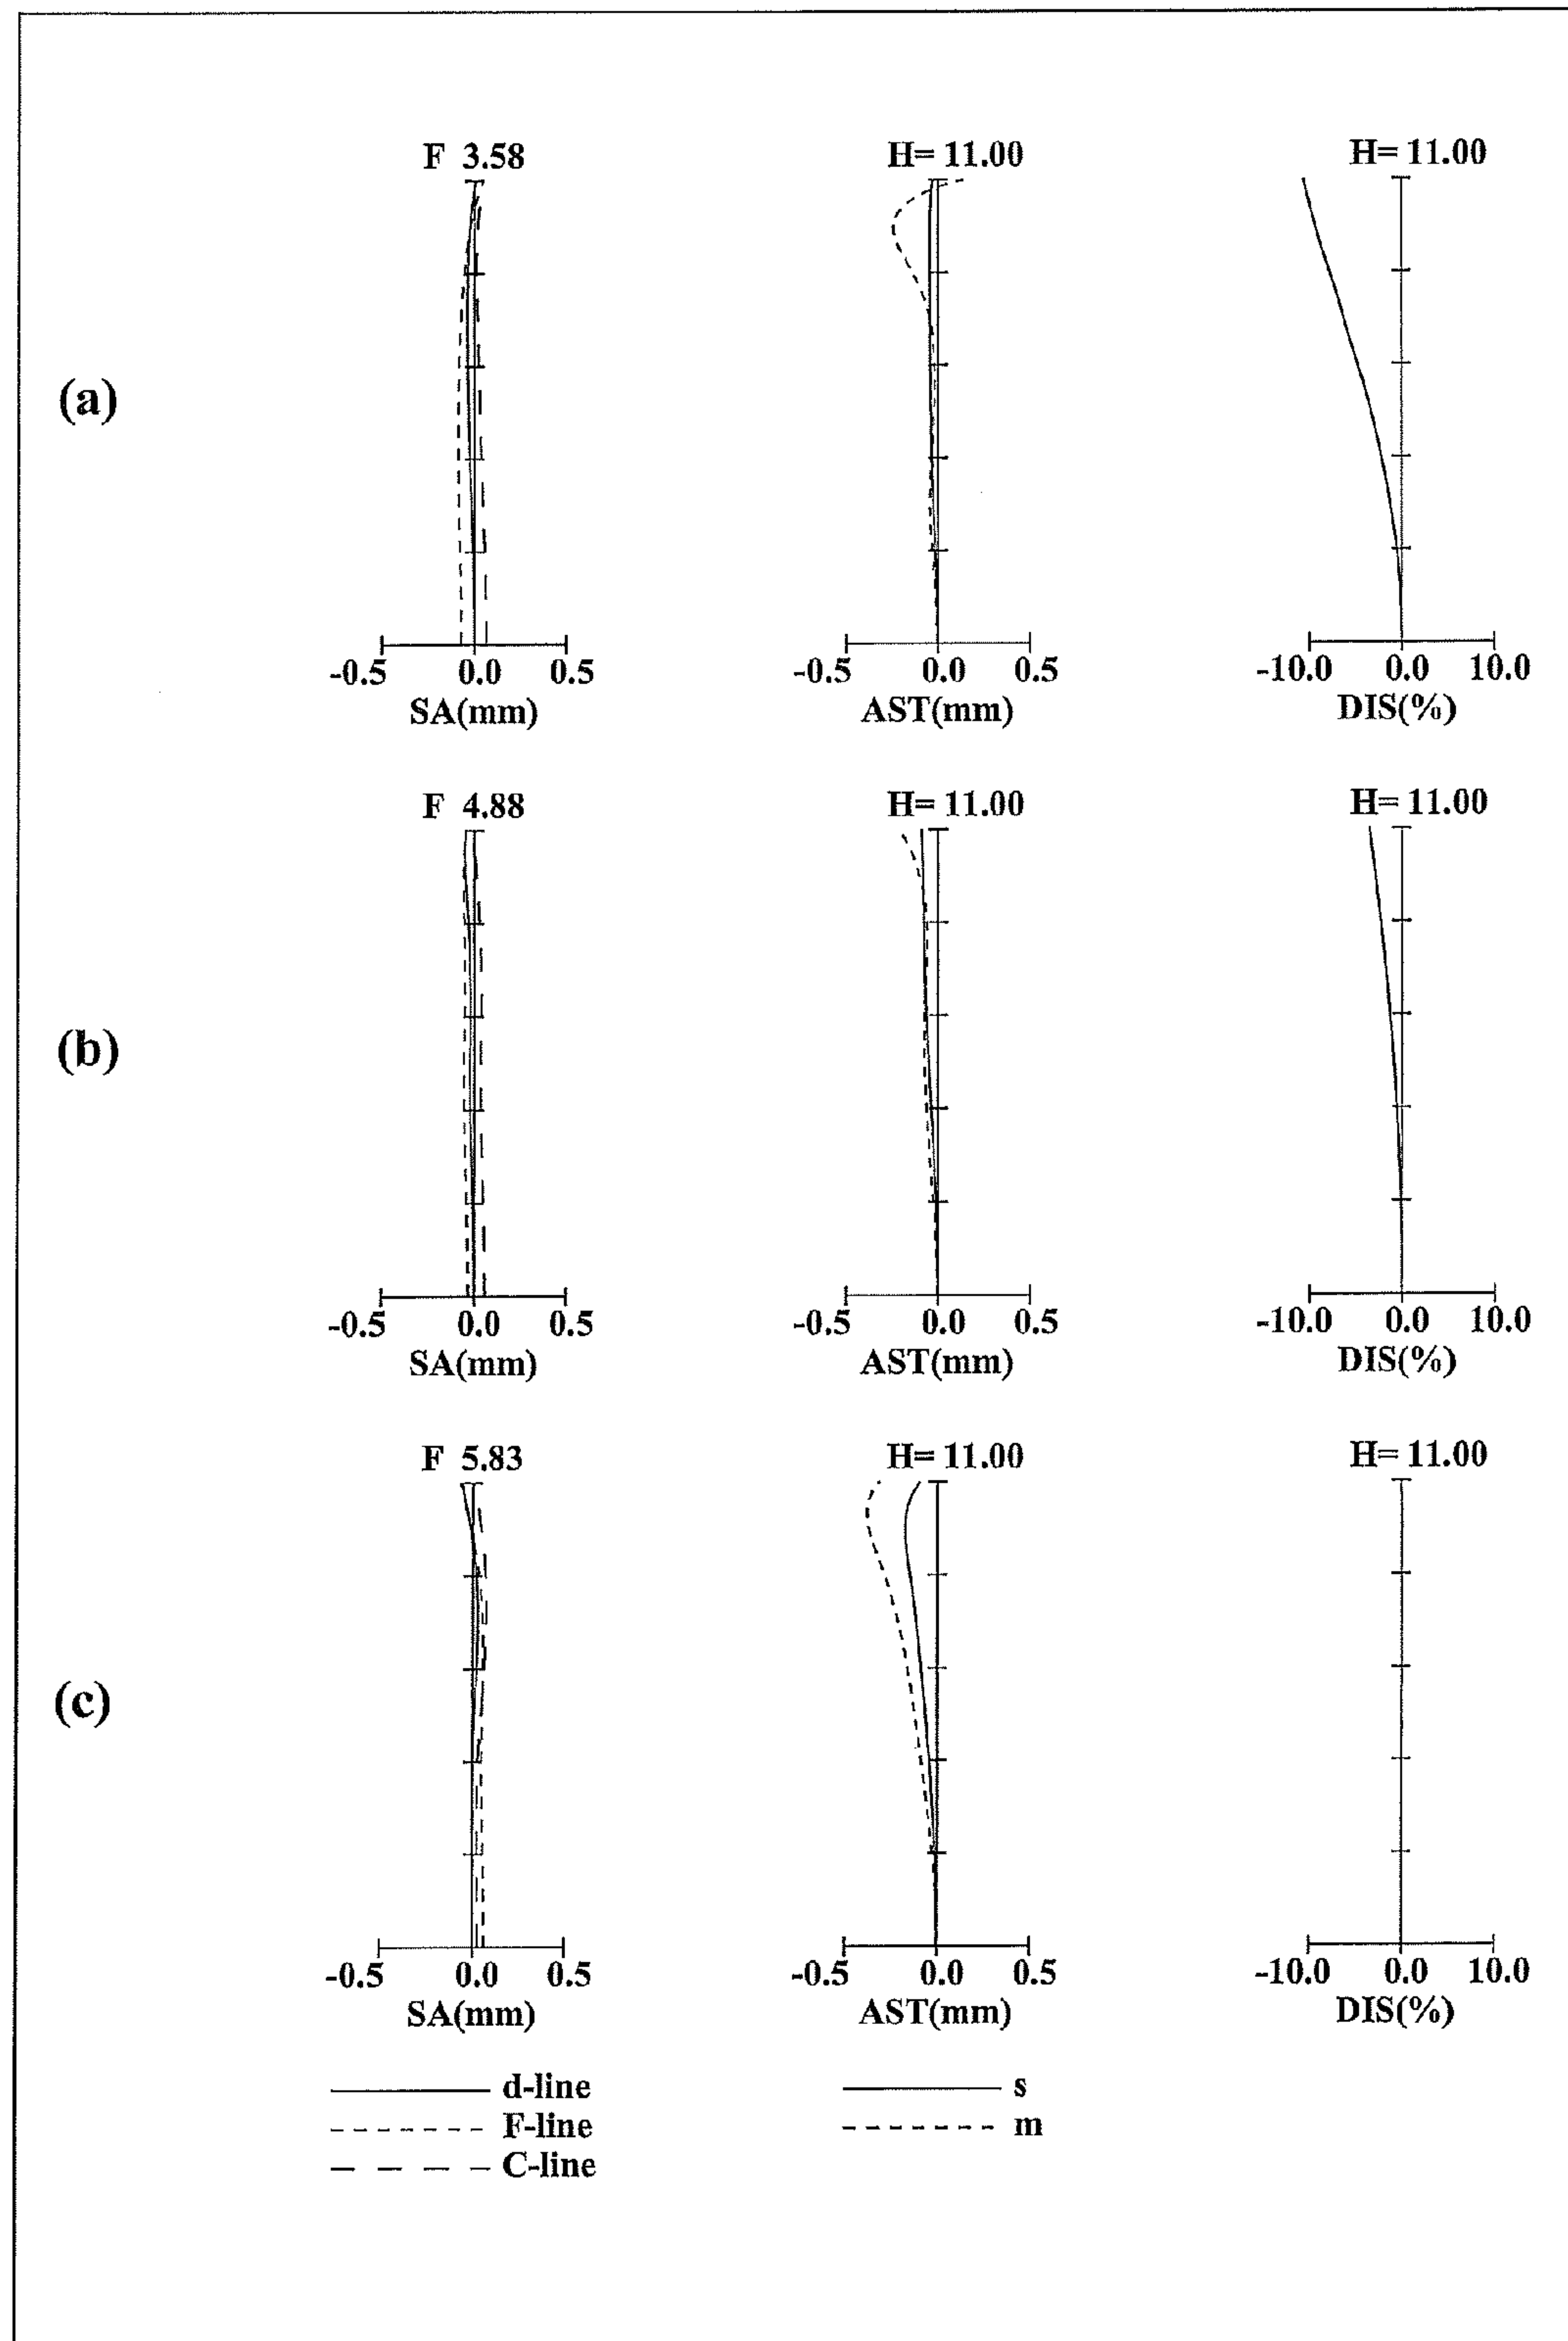 F 3.58 H= 11.00 H= 11.00
(a)
-0.5 0.0 0.5 -0.5 0.0 0.5 -10.0 0.0 10.0
SA(mm) AST(mm) DIS(%)
F 4.88 H= 11.00 H= 11.00
(b)
-0.5 0.0 0.5 -0.5 0.0 0.5 -10.0 0.0 10.0
SA(mm) AST(mm) DIS(%)
F 5.83 H= 11.00 H= 11.00
(c)
-0.5 0.0 0.5 -0.5 0.0 0.5 -10.0 0.0 10.0
SA(mm) AST(mm) DIS(%)
d-line s
F-line m
C-line